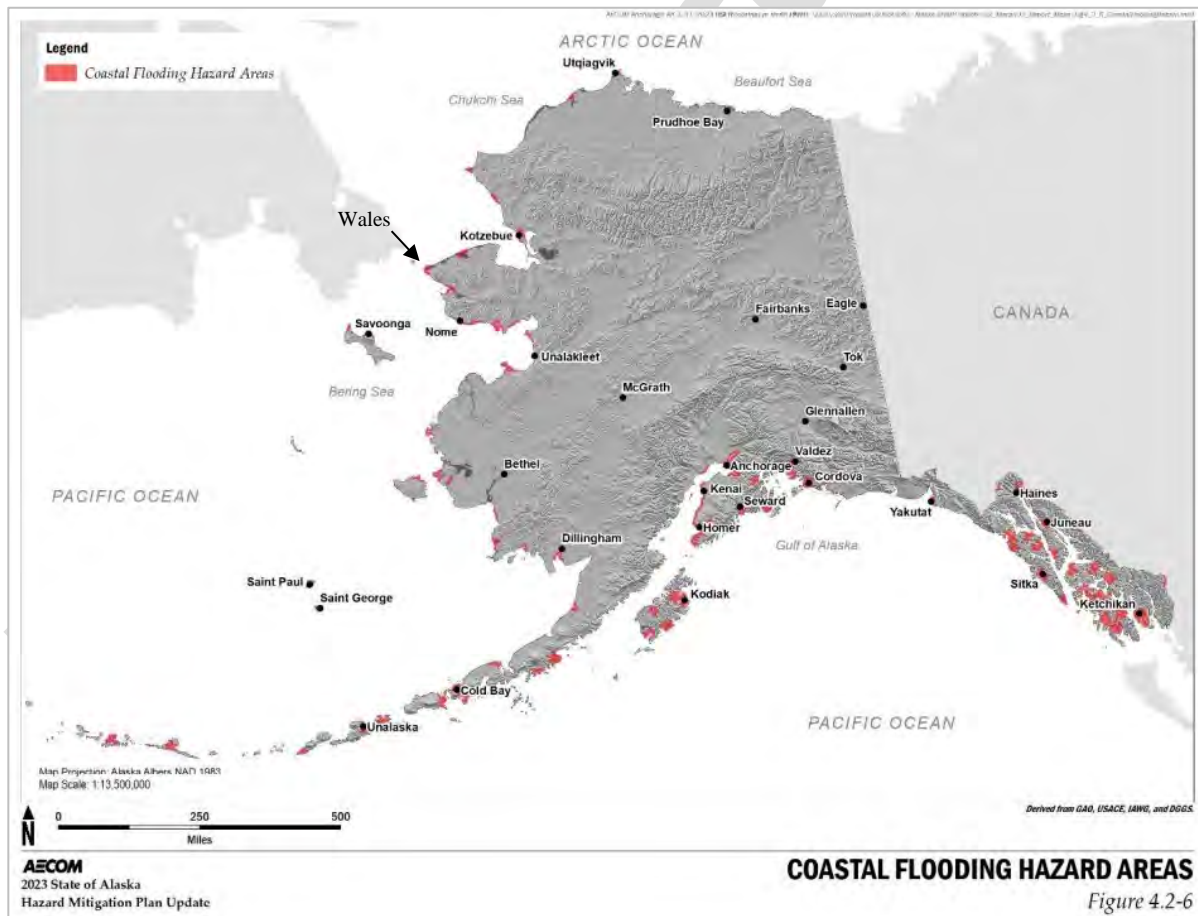 Legend
Coastal Flooding Hazard Areas
ARCTIC OCEAN
Utqiagvik
Beaufort Sea
Chukchi Sea
Prudhoe Bay
Wales
Kotzebue
Fairbanks
Eagle
CANADA
Savoonga
Nome
Unalakleet
Tok
Bering Sea
McGrath
Glennallen
Valdez
Anchorage
Bethel
Cordova
PACIFIC OCEAN
Kenai
Seward
Haines
Yakutat
Juneau
Homer
Gulf of Alaska
Dillingham
Sitka
Saint Paul
Kodiak
Saint George
Ketchikan
Cold Bay
Unalaska
PACIFIC OCEAN
Map Projection: Alaska Albers NAD 1983
Map Scale: 1:13,500,000
0 250 500
Miles
N
Derived from GAO, USACE, IAWG, and DGGS.
AECOM
2023 State of Alaska
Hazard Mitigation Plan Update
COASTAL FLOODING HAZARD AREAS
Figure 4.2-6